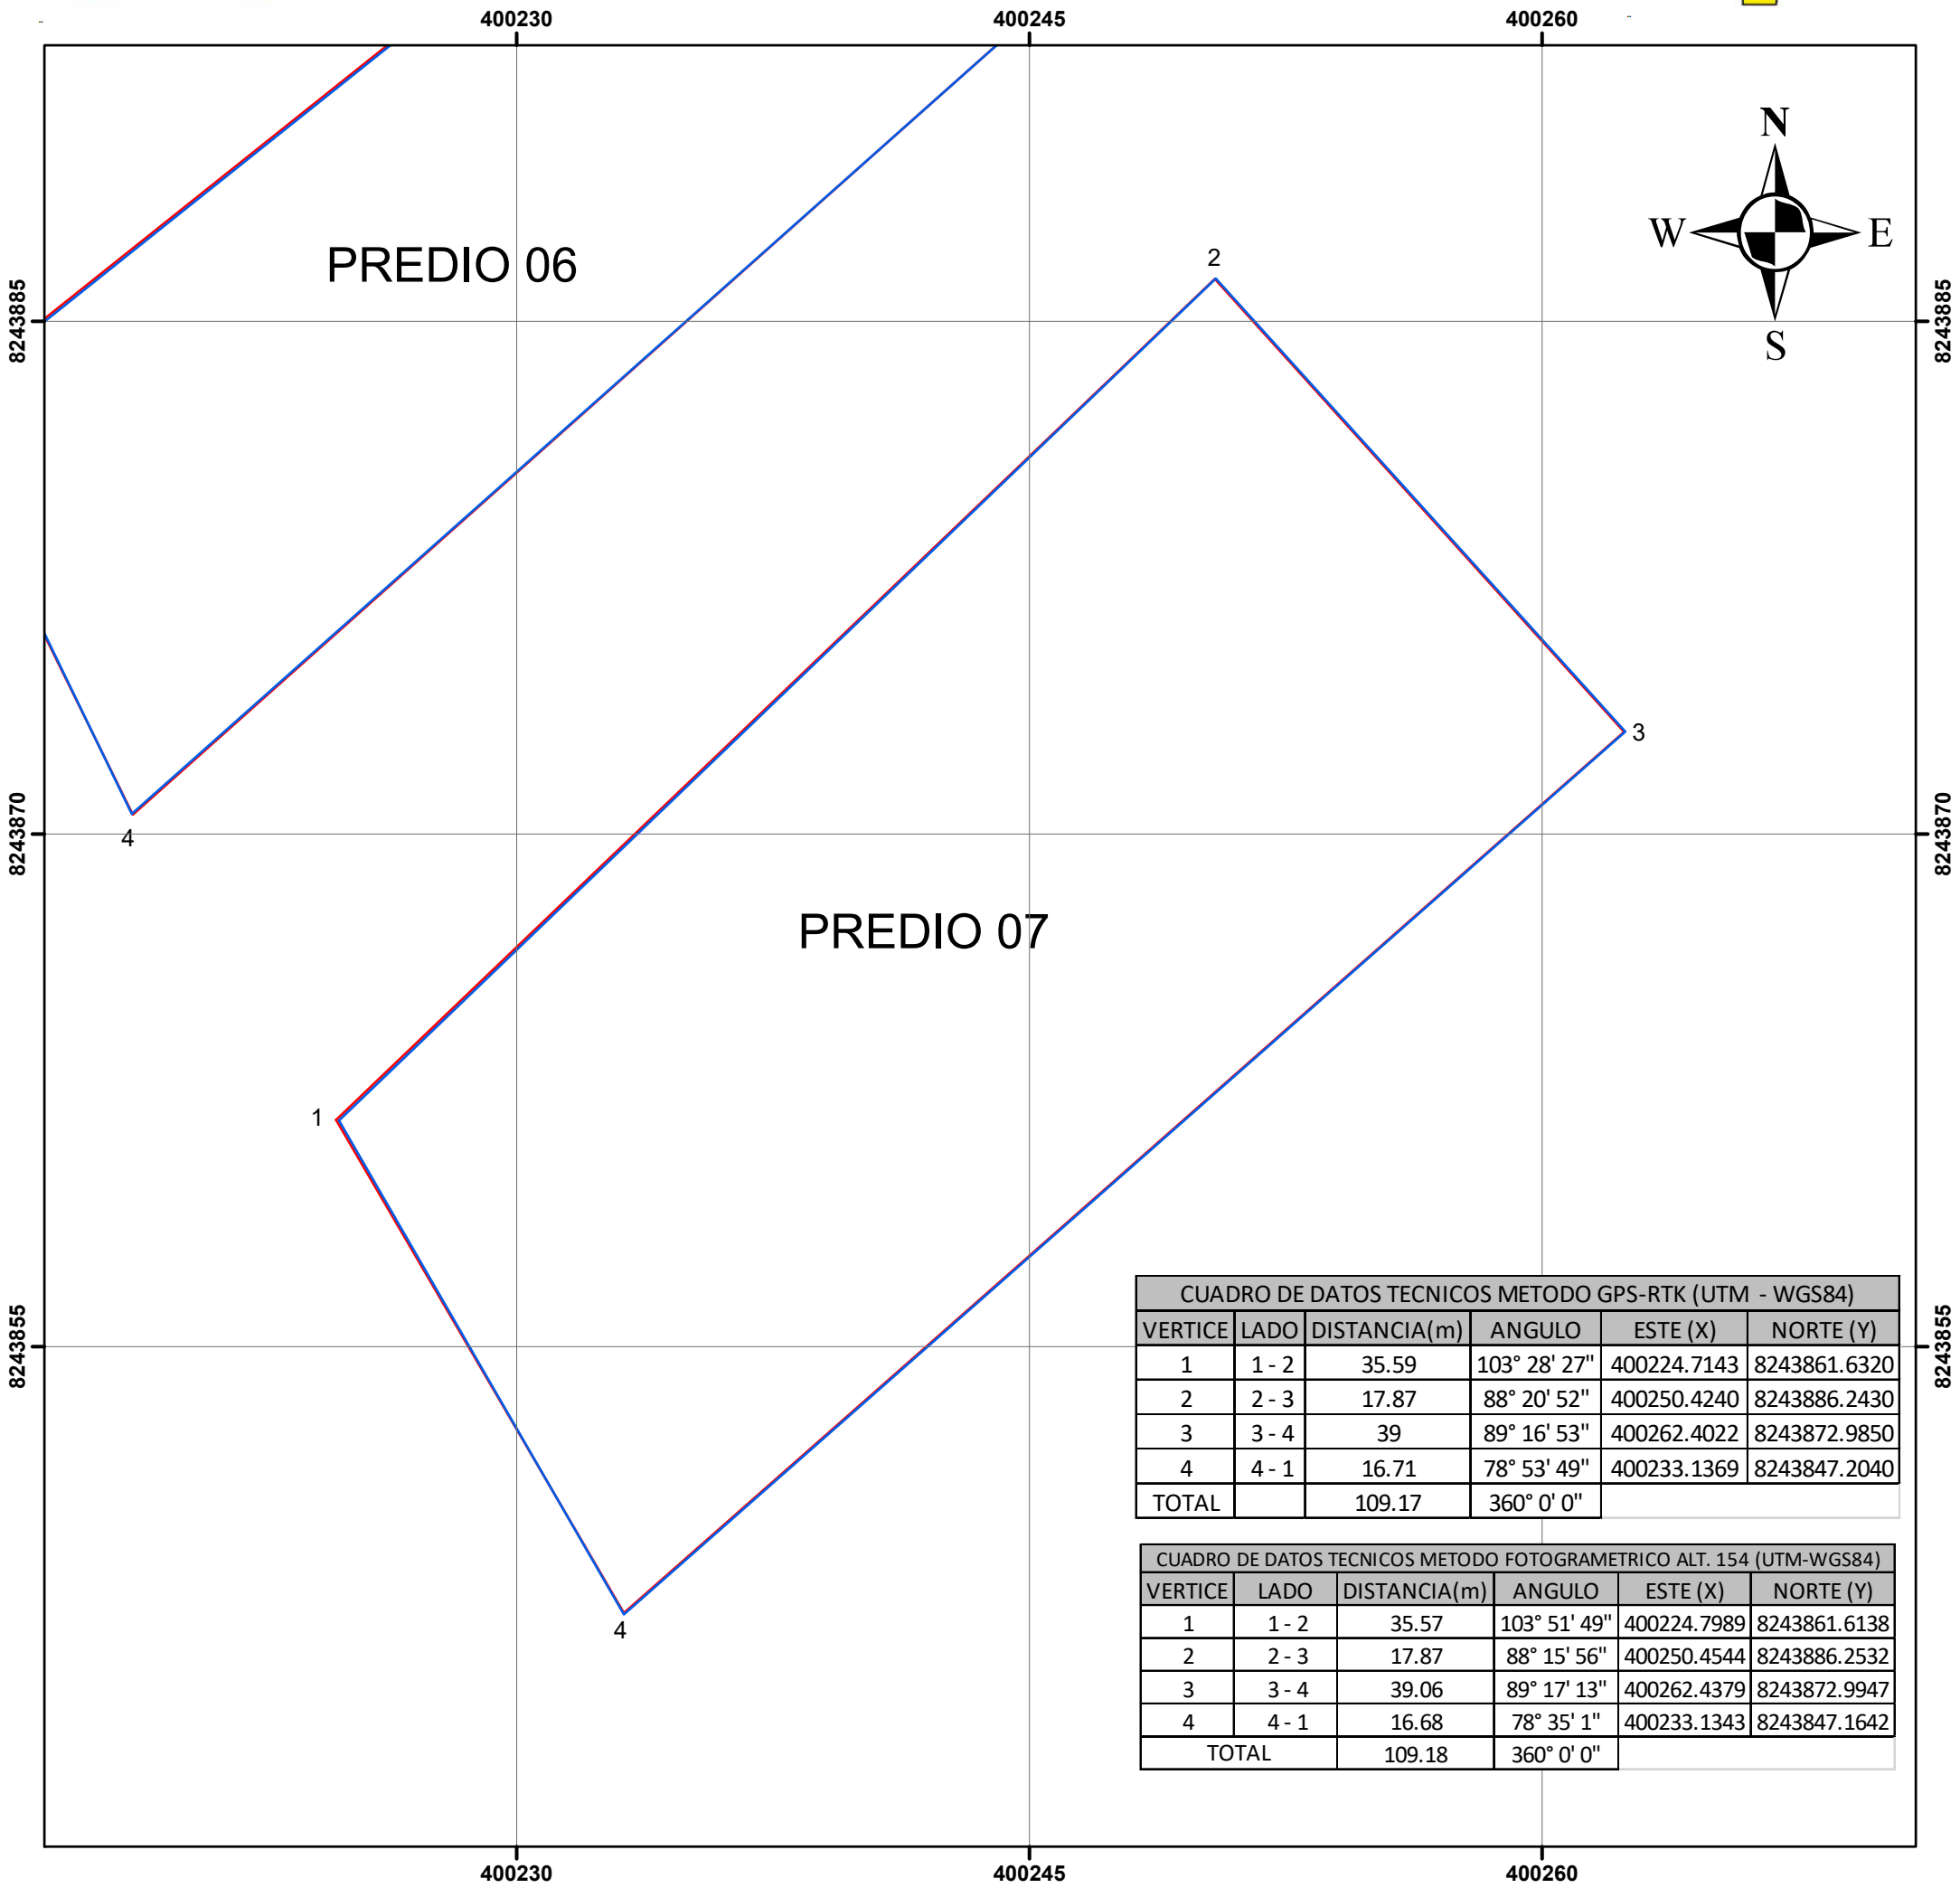 400230 400245 400260
N
W E
S
PREDIO 06
2
8243885 8243885
3
4
8243870 8243870
PREDIO 07
1
8243855 8243855
4
CUADRO DE DATOS TECNICOS METODO GPS-RTK (UTM - WGS84)
VERTICE LADO DISTANCIA(m) ANGULO ESTE (X) NORTE (Y)
1 1 - 2 35.59 103° 28' 27" 400224.7143 8243861.6320
2 2 - 3 17.87 88° 20' 52" 400250.4240 8243886.2430
3 3 - 4 39 89° 16' 53" 400262.4022 8243872.9850
4 4 - 1 16.71 78° 53' 49" 400233.1369 8243847.2040
TOTAL 109.17 360° 0' 0"
CUADRO DE DATOS TECNICOS METODO FOTOGRAMETRICO ALT. 154 (UTM-WGS84)
VERTICE LADO DISTANCIA(m) ANGULO ESTE (X) NORTE (Y)
1 1 - 2 35.57 103° 51' 49" 400224.7989 8243861.6138
2 2 - 3 17.87 88° 15' 56" 400250.4544 8243886.2532
3 3 - 4 39.06 89° 17' 13" 400262.4379 8243872.9947
4 4 - 1 16.68 78° 35' 1" 400233.1343 8243847.1642
TOTAL 109.18 360° 0' 0"
400230 400245 400260